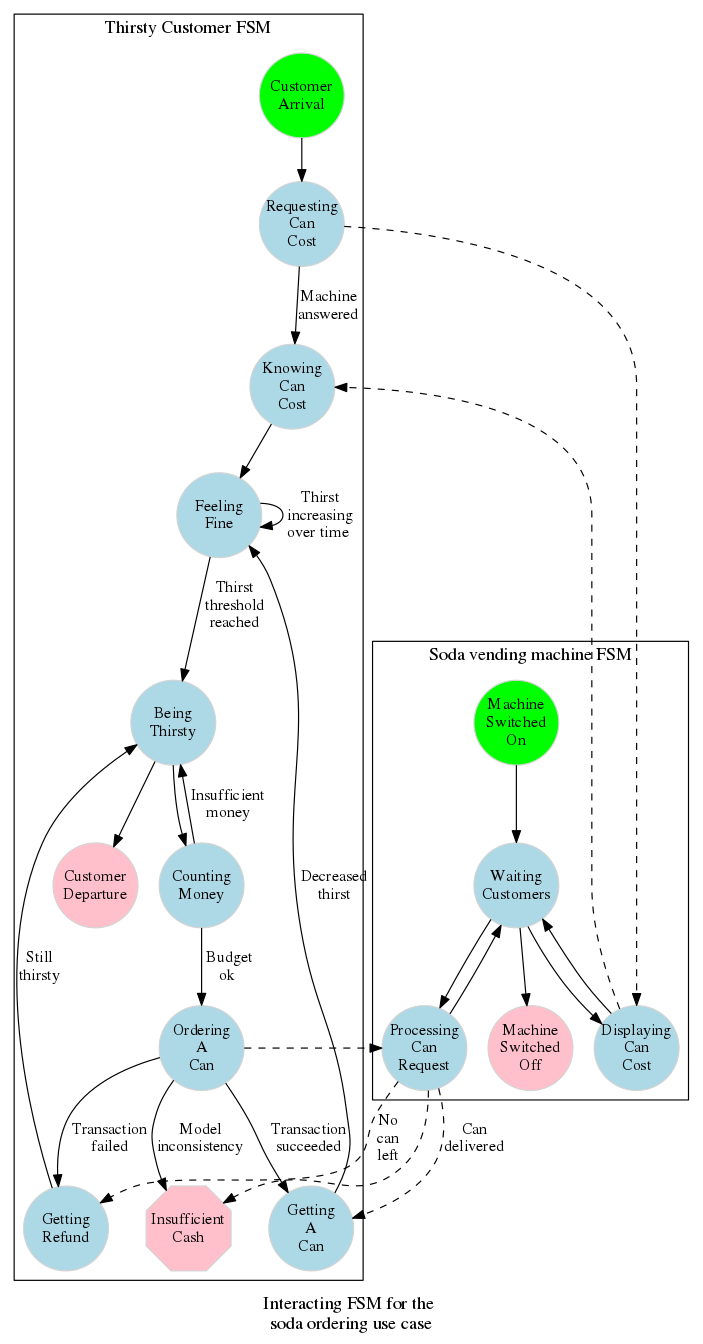 Thirsty Customer FSM
Customer
Arrival
Requesting
Can
Cost
Machine
answered
Knowing
Can
Cost
Feeling
Fine
Thirst
increasing
over time
Thirst
threshold
reached
Soda vending machine FSM
Being
Thirsty
Machine
Switched
On
Insufficient
money
Customer
Departure
Counting
Money
Decreased
thirst
Waiting
Customers
Still
thirsty
Budget
ok
Ordering
A
Can
Processing
Can
Request
Machine
Switched
Off
Displaying
Can
Cost
Transaction
failed
Model
inconsistency
Transaction
succeeded
No
can
left
Can
delivered
Getting
Refund
Insufficient
Cash
Getting
A
Can
Interacting FSM for the
soda ordering use case